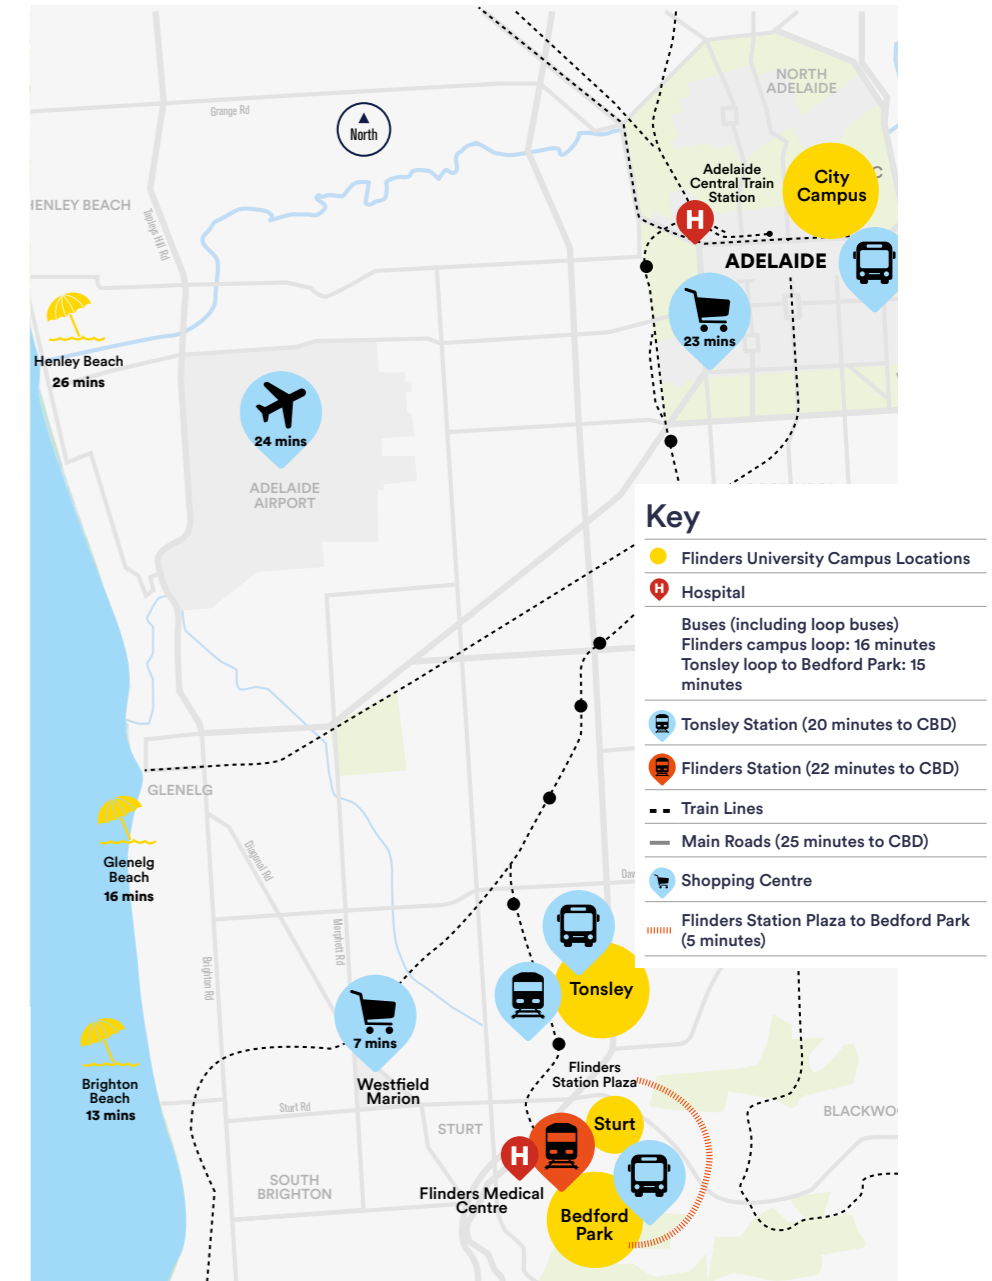 NORTH
ADELAIDE
Grange Rd
North
Adelaide
Central Train
Station
City
Campus
C
H
HENLEY BEACH
Tapleys Hill Rd
ADELAIDE
23 mins
Henley Beach
26 mins
24 mins
ADELAIDE
AIRPORT
Key
Flinders University Campus Locations
H
Hospital
Buses (including loop buses)
Flinders campus loop: 16 minutes
Tonsley loop to Bedford Park: 15
minutes
Tonsley Station (20 minutes to CBD)
Flinders Station (22 minutes to CBD)
Train Lines
Main Roads (25 minutes to CBD)
Shopping Centre
Flinders Station Plaza to Bedford Park
(5 minutes)
GLENELG
Glenelg
Beach
16 mins
Diagonal Rd
Dav
Morphett Rd
Brighton Rd
Tonsley
7 mins
Westfield
Marion
Brighton
Beach
13 mins
Flinders
Station Plaza
Sturt Rd
STURT
Sturt
BLACKWO
H
SOUTH
BRIGHTON
Flinders Medical
Centre
Bedford
Park